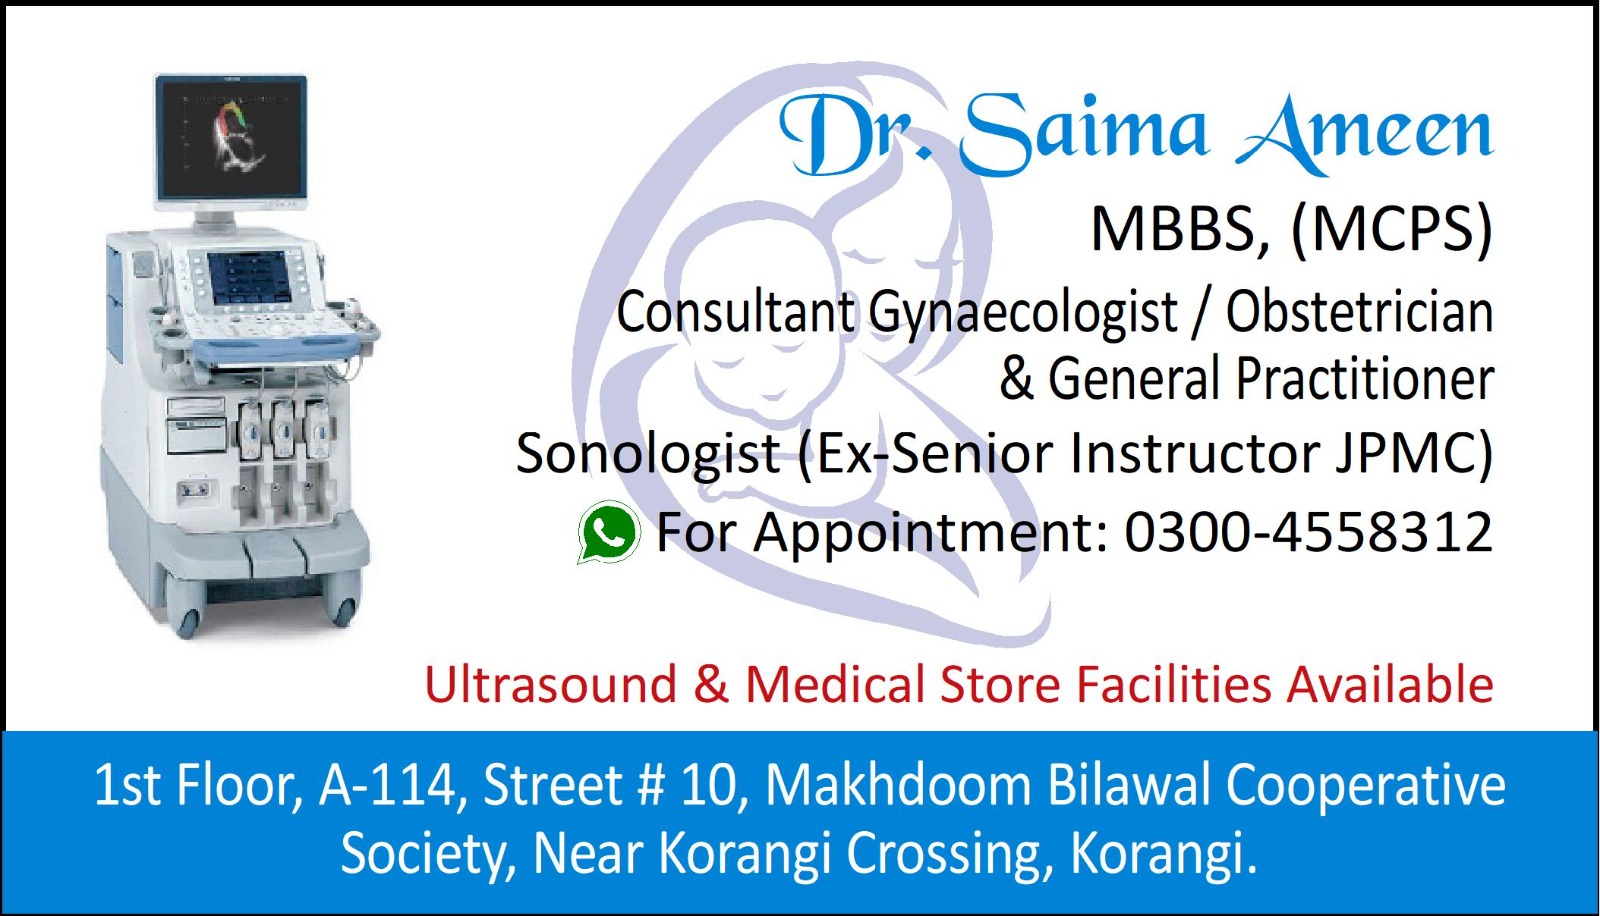 Dr. Saima Ameen
MBBS, (MCPS)
Consultant Gynaecologist / Obstetrician
& General Practitioner
Sonologist (Ex-Senior Instructor JPMC)
For Appointment: 0300-4558312
Ultrasound & Medical Store Facilities Available
1st Floor, A-114, Street # 10, Makhdoom Bilawal Cooperative
Society, Near Korangi Crossing, Korangi.